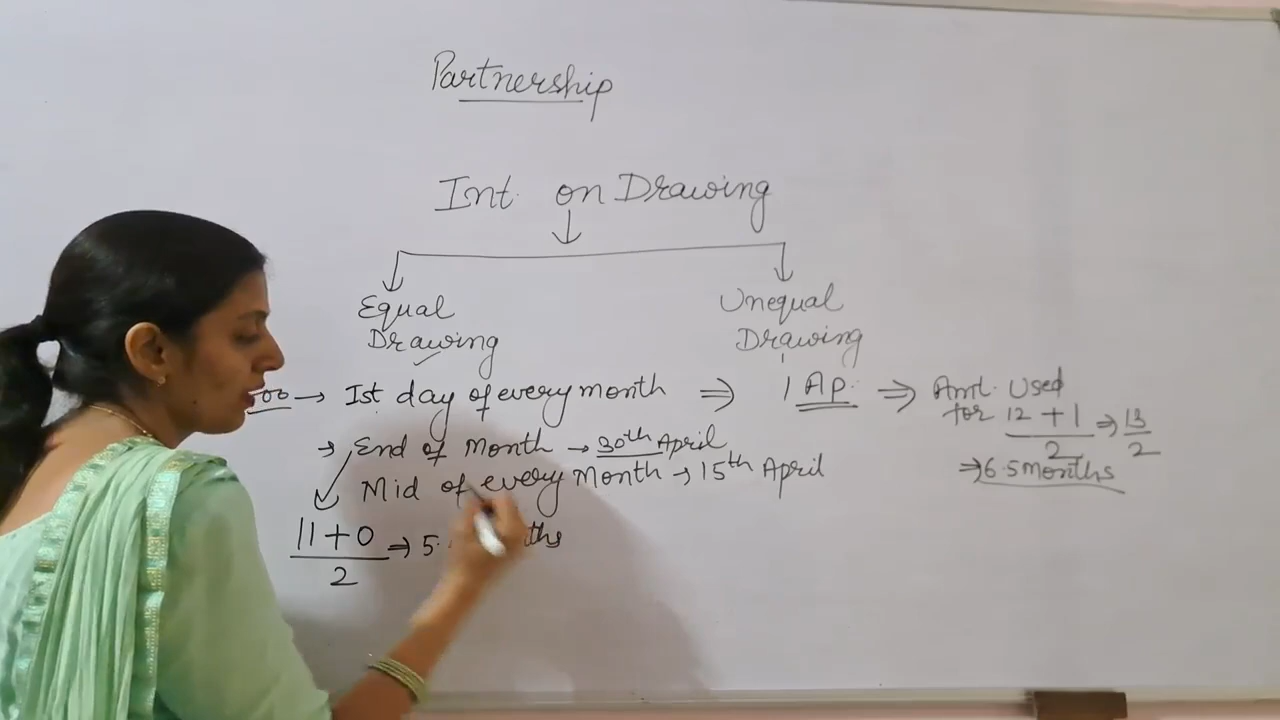 Partnership
Int. on Drawing
Equal
Drawing
Unequal
Drawing
→ Ist day of every month ⇒ 1 Ap. ⇒ Amt. Used
for 12 + 1 / 2 ⇒ 13 / 2
⇒ 6.5 months
→ End of Month → 30th April
Mid of every Month → 15th April
11 + 0 / 2 ⇒ 5.